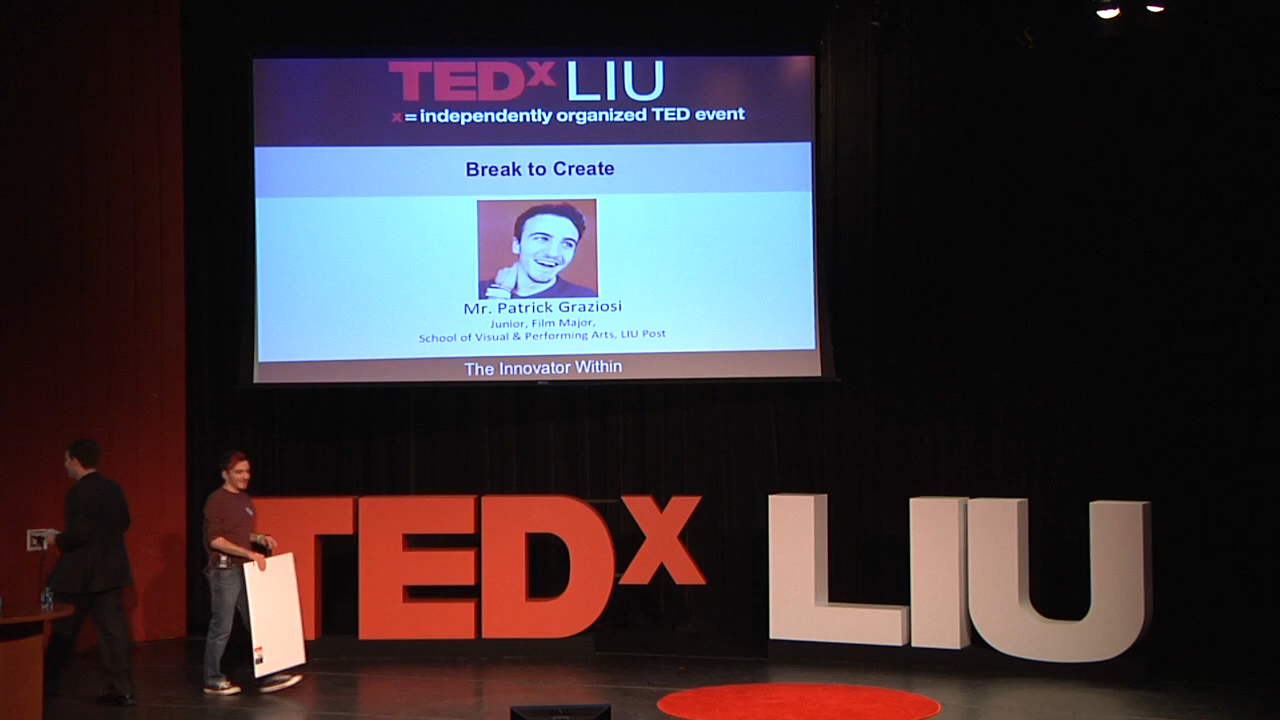 TEDx LIU
x = independently organized TED event
Break to Create
Mr. Patrick Graziosi
Junior, Film Major,
School of Visual & Performing Arts, LIU Post
The Innovator Within
TEDx LIU